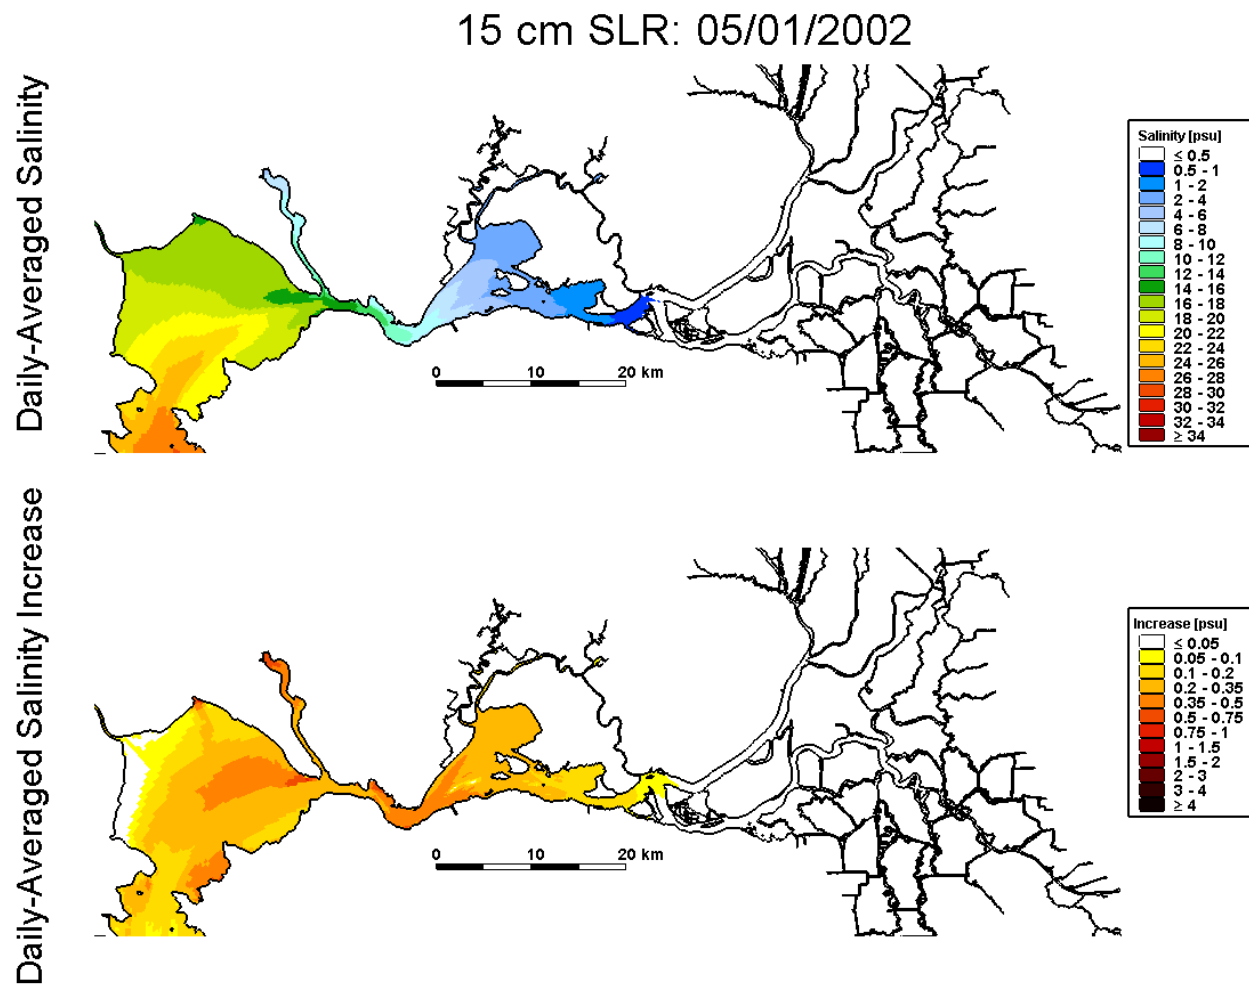 15 cm SLR: 05/01/2002
Daily-Averaged Salinity
0 10 20 km
Salinity [psu]
≤ 0.5
0.5 - 1
1 - 2
2 - 4
4 - 6
6 - 8
8 - 10
10 - 12
12 - 14
14 - 16
16 - 18
18 - 20
20 - 22
22 - 24
24 - 26
26 - 28
28 - 30
30 - 32
32 - 34
≥ 34
Daily-Averaged Salinity Increase
0 10 20 km
Increase [psu]
≤ 0.05
0.05 - 0.1
0.1 - 0.2
0.2 - 0.35
0.35 - 0.5
0.5 - 0.75
0.75 - 1
1 - 1.5
1.5 - 2
2 - 3
3 - 4
≥ 4